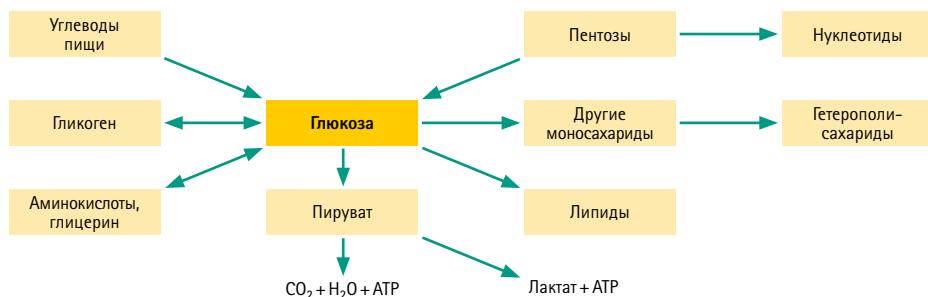 Углеводы
пищи
Пентозы
Нуклеотиды
Гликоген
Глюкоза
Другие
моносахариды
Гетерополи-
сахариды
Аминокислоты,
глицерин
Пируват
Липиды
CO₂ + H₂O + ATP
Лактат + ATP